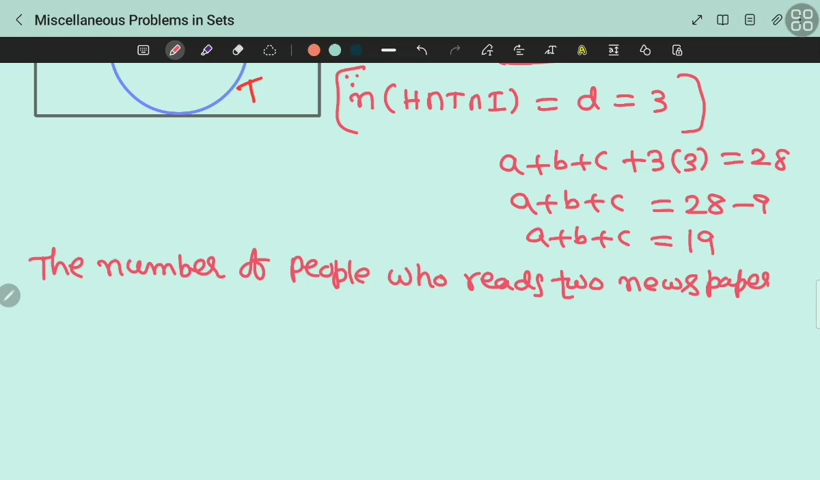 Miscellaneous Problems in Sets
T
[∵ n(H∩T∩I) = d = 3]
a+b+c +3(3) = 28
a+b+c = 28-9
a+b+c = 19
The number of people who reads two newspaper